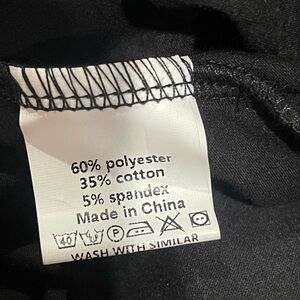 60% polyester
35% cotton
5% spandex
Made in China
40 P
WASH WITH SIMILAR